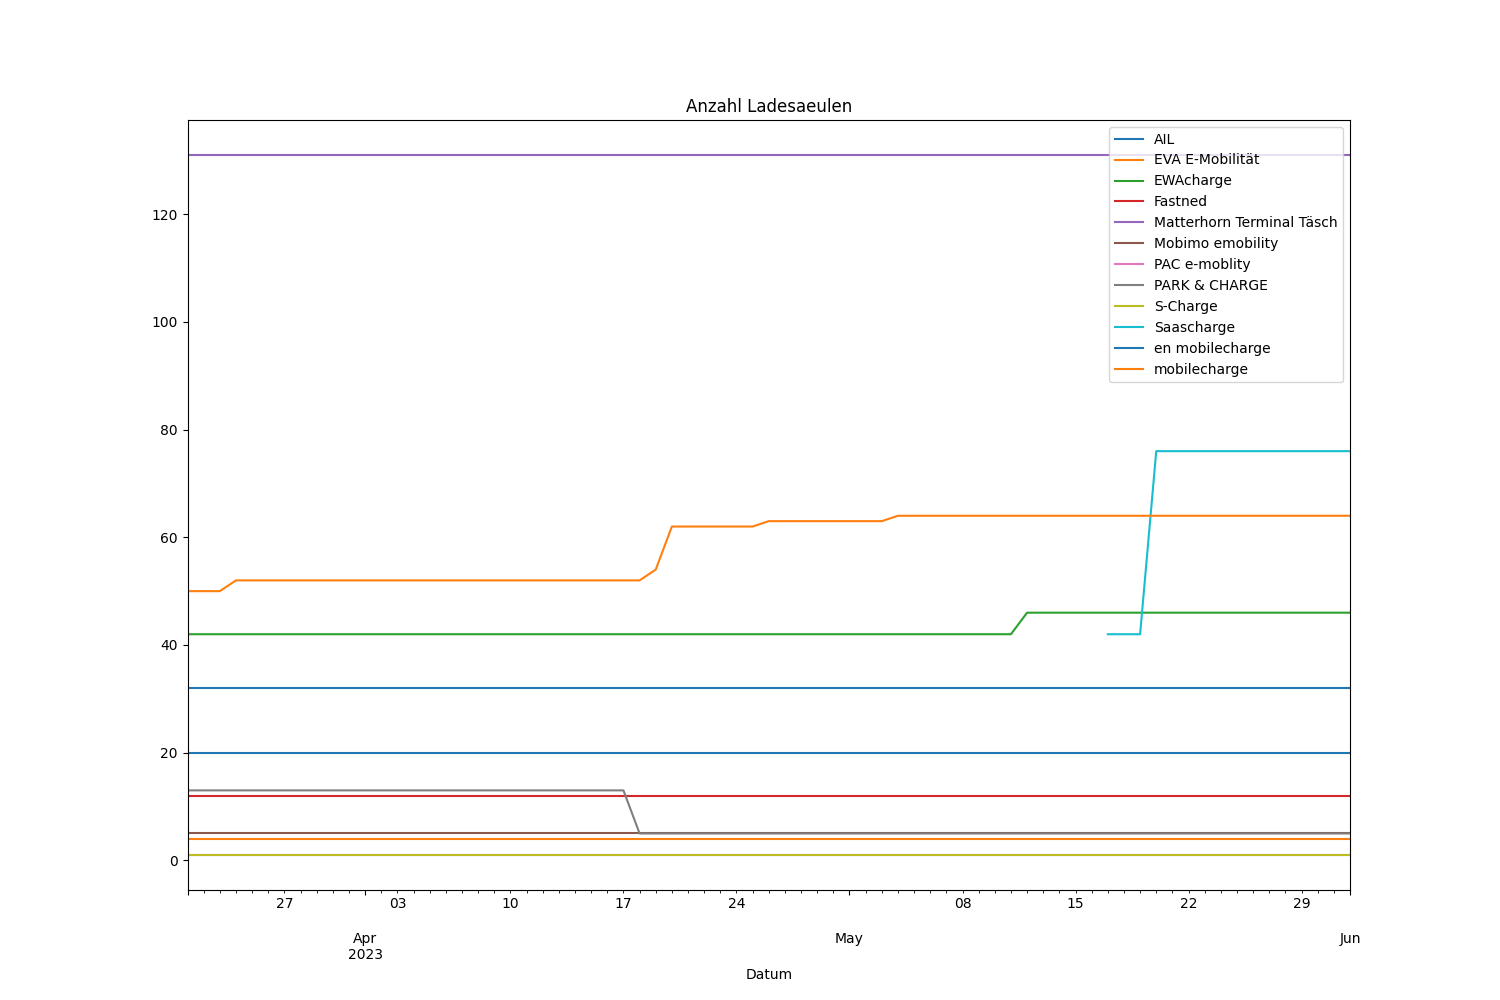 Anzahl Ladesaeulen
AIL
EVA E-Mobilität
EWAcharge
Fastned
Matterhorn Terminal Täsch
Mobimo emobility
PAC e-moblity
PARK & CHARGE
S-Charge
Saascharge
en mobilecharge
mobilecharge
120
100
80
60
40
20
0
27 03 10 17 24 08 15 22 29
Apr May Jun
2023
Datum